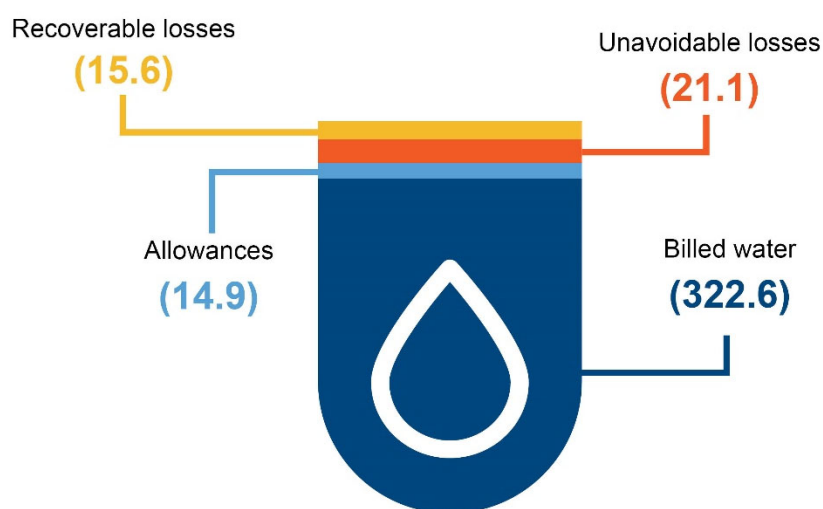 Recoverable losses
(15.6)
Unavoidable losses
(21.1)
Allowances
(14.9)
Billed water
(322.6)